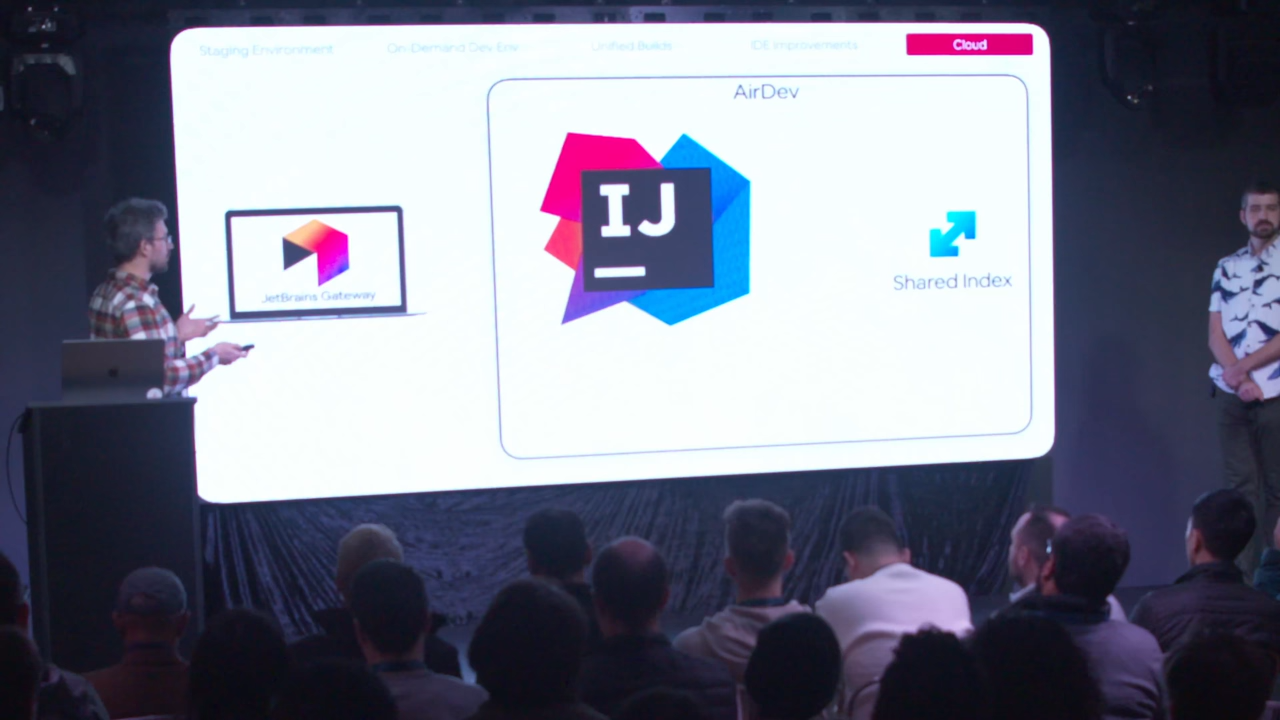 Staging Environment
On-Demand Dev Env
Unified Builds
IDE Improvements
Cloud
AirDev
IJ
JetBrains Gateway
Shared Index